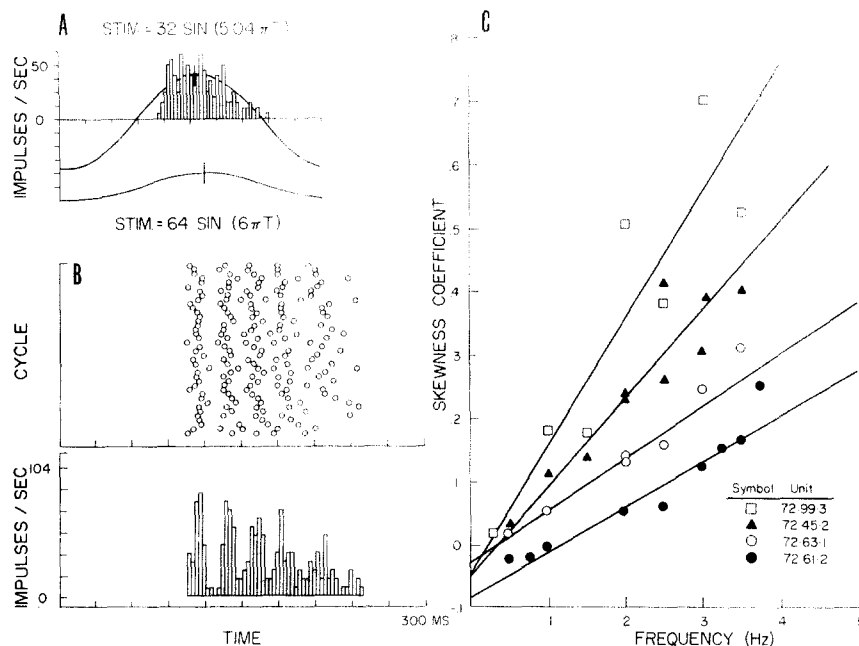 A
STIM.= 32 SIN (5.04 πT)
IMPULSES / SEC
50
0
STIM.= 64 SIN (6πT)
B
CYCLE
IMPULSES / SEC
104
0
300 MS
TIME
C
SKEWNESS COEFFICIENT
.8
.7
.6
.5
.4
.3
.2
.1
.0
-.1
1
2
3
4
5
FREQUENCY (Hz)
Symbol Unit
□ 72·99·3
▲ 72·45·2
○ 72·63·1
● 72·61·2